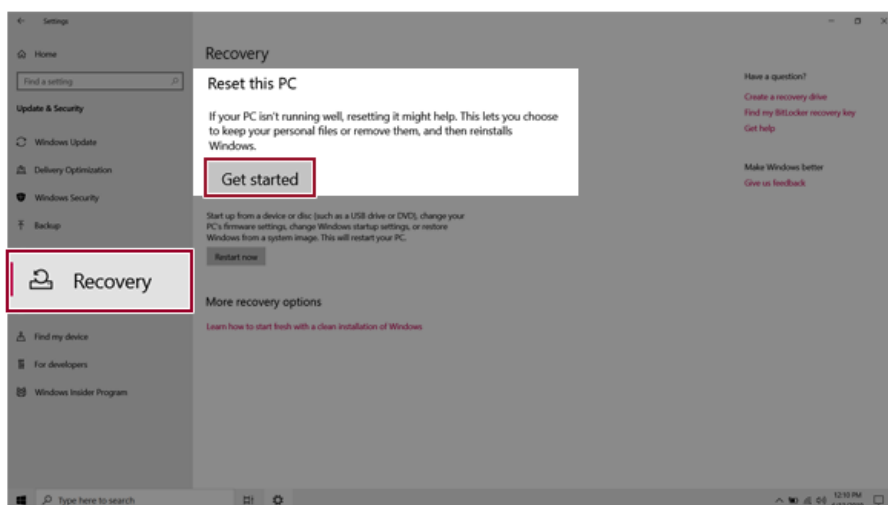 Settings
Home
Find a setting
Update & Security
Windows Update
Delivery Optimization
Windows Security
Backup
Recovery
Find my device
For developers
Windows Insider Program
Recovery
Reset this PC
If your PC isn't running well, resetting it might help. This lets you choose
to keep your personal files or remove them, and then reinstalls
Windows.
Get started
Start up from a device or disc (such as a USB drive or DVD), change your
PC's firmware settings, change Windows startup settings, or restore
Windows from a system image. This will restart your PC.
Restart now
More recovery options
Learn how to start fresh with a clean installation of Windows
Have a question?
Create a recovery drive
Find my BitLocker recovery key
Get help
Make Windows better
Give us feedback
Type here to search
12:10 PM